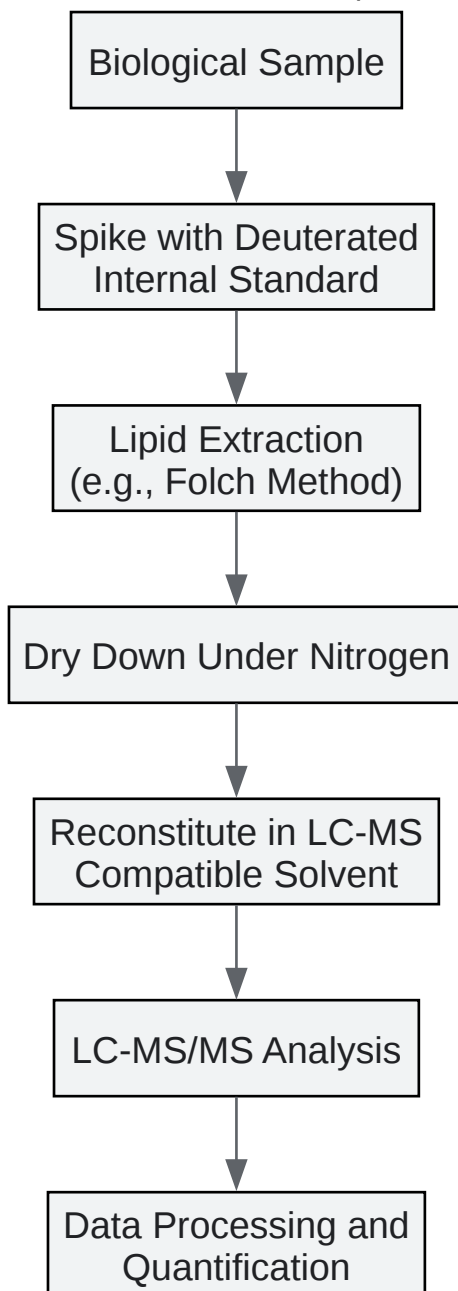 Biological Sample
Spike with Deuterated
Internal Standard
Lipid Extraction
(e.g., Folch Method)
Dry Down Under Nitrogen
Reconstitute in LC-MS
Compatible Solvent
LC-MS/MS Analysis
Data Processing and
Quantification